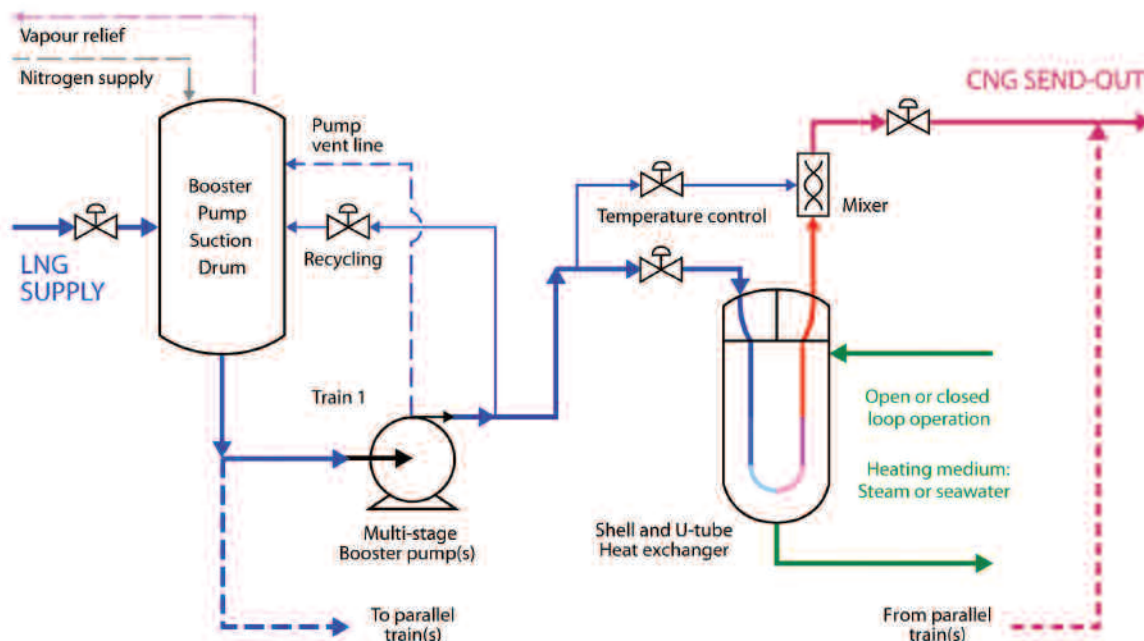 Vapour relief
Nitrogen supply
CNG SEND-OUT
Pump
vent line
Booster
Pump
Suction
Drum
Temperature control
Mixer
Recycling
LNG
SUPPLY
Train 1
Open or closed
loop operation
Heating medium:
Steam or seawater
Multi-stage
Booster pump(s)
Shell and U-tube
Heat exchanger
To parallel
train(s)
From parallel
train(s)